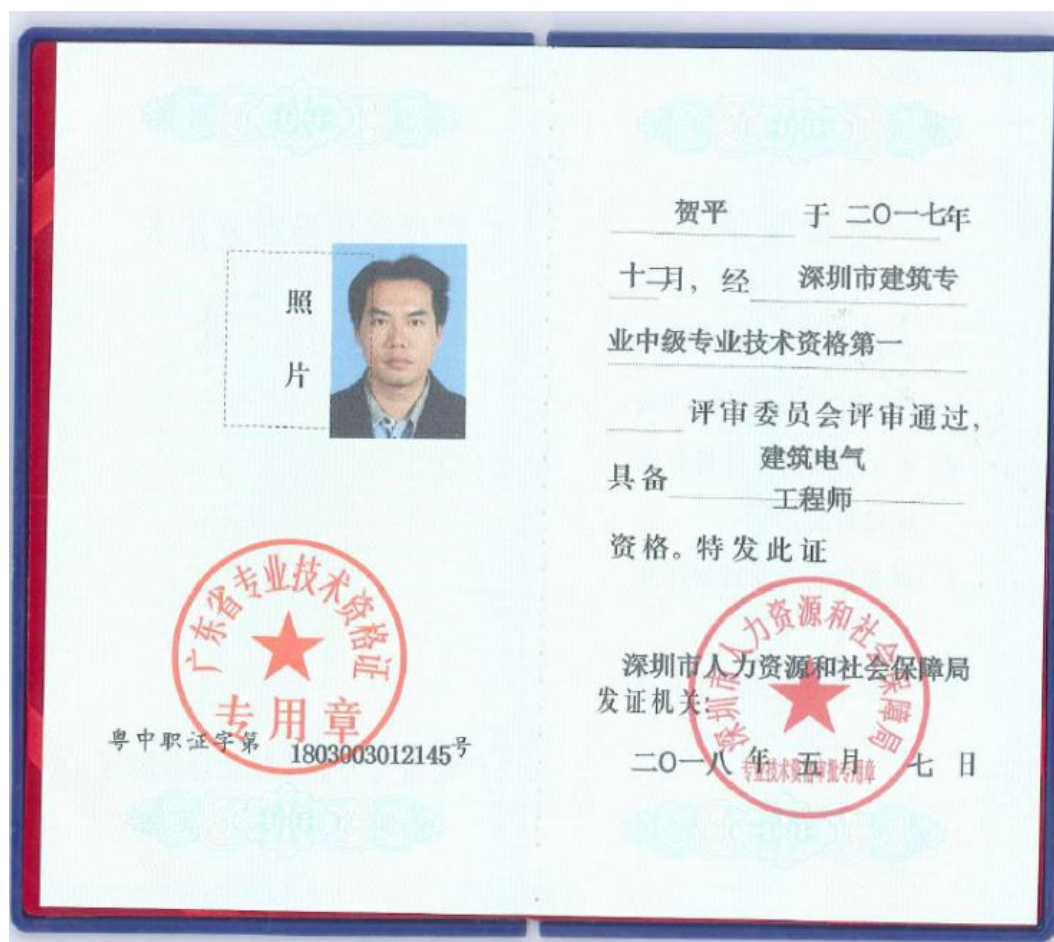 照
片
广东省专业技术资格证
专用章
粤中职证字第 1803003012145号
贺平 于 二〇一七年
十二月，经 深圳市建筑专
业中级专业技术资格第一
评审委员会评审通过，
建筑电气
具备
工程师
资格。特发此证
深圳市人力资源和社会保障局
深圳市人力资源和社会保障局
发证机关：
二〇一八 年 五 月 七 日
专业技术资格审批专用章